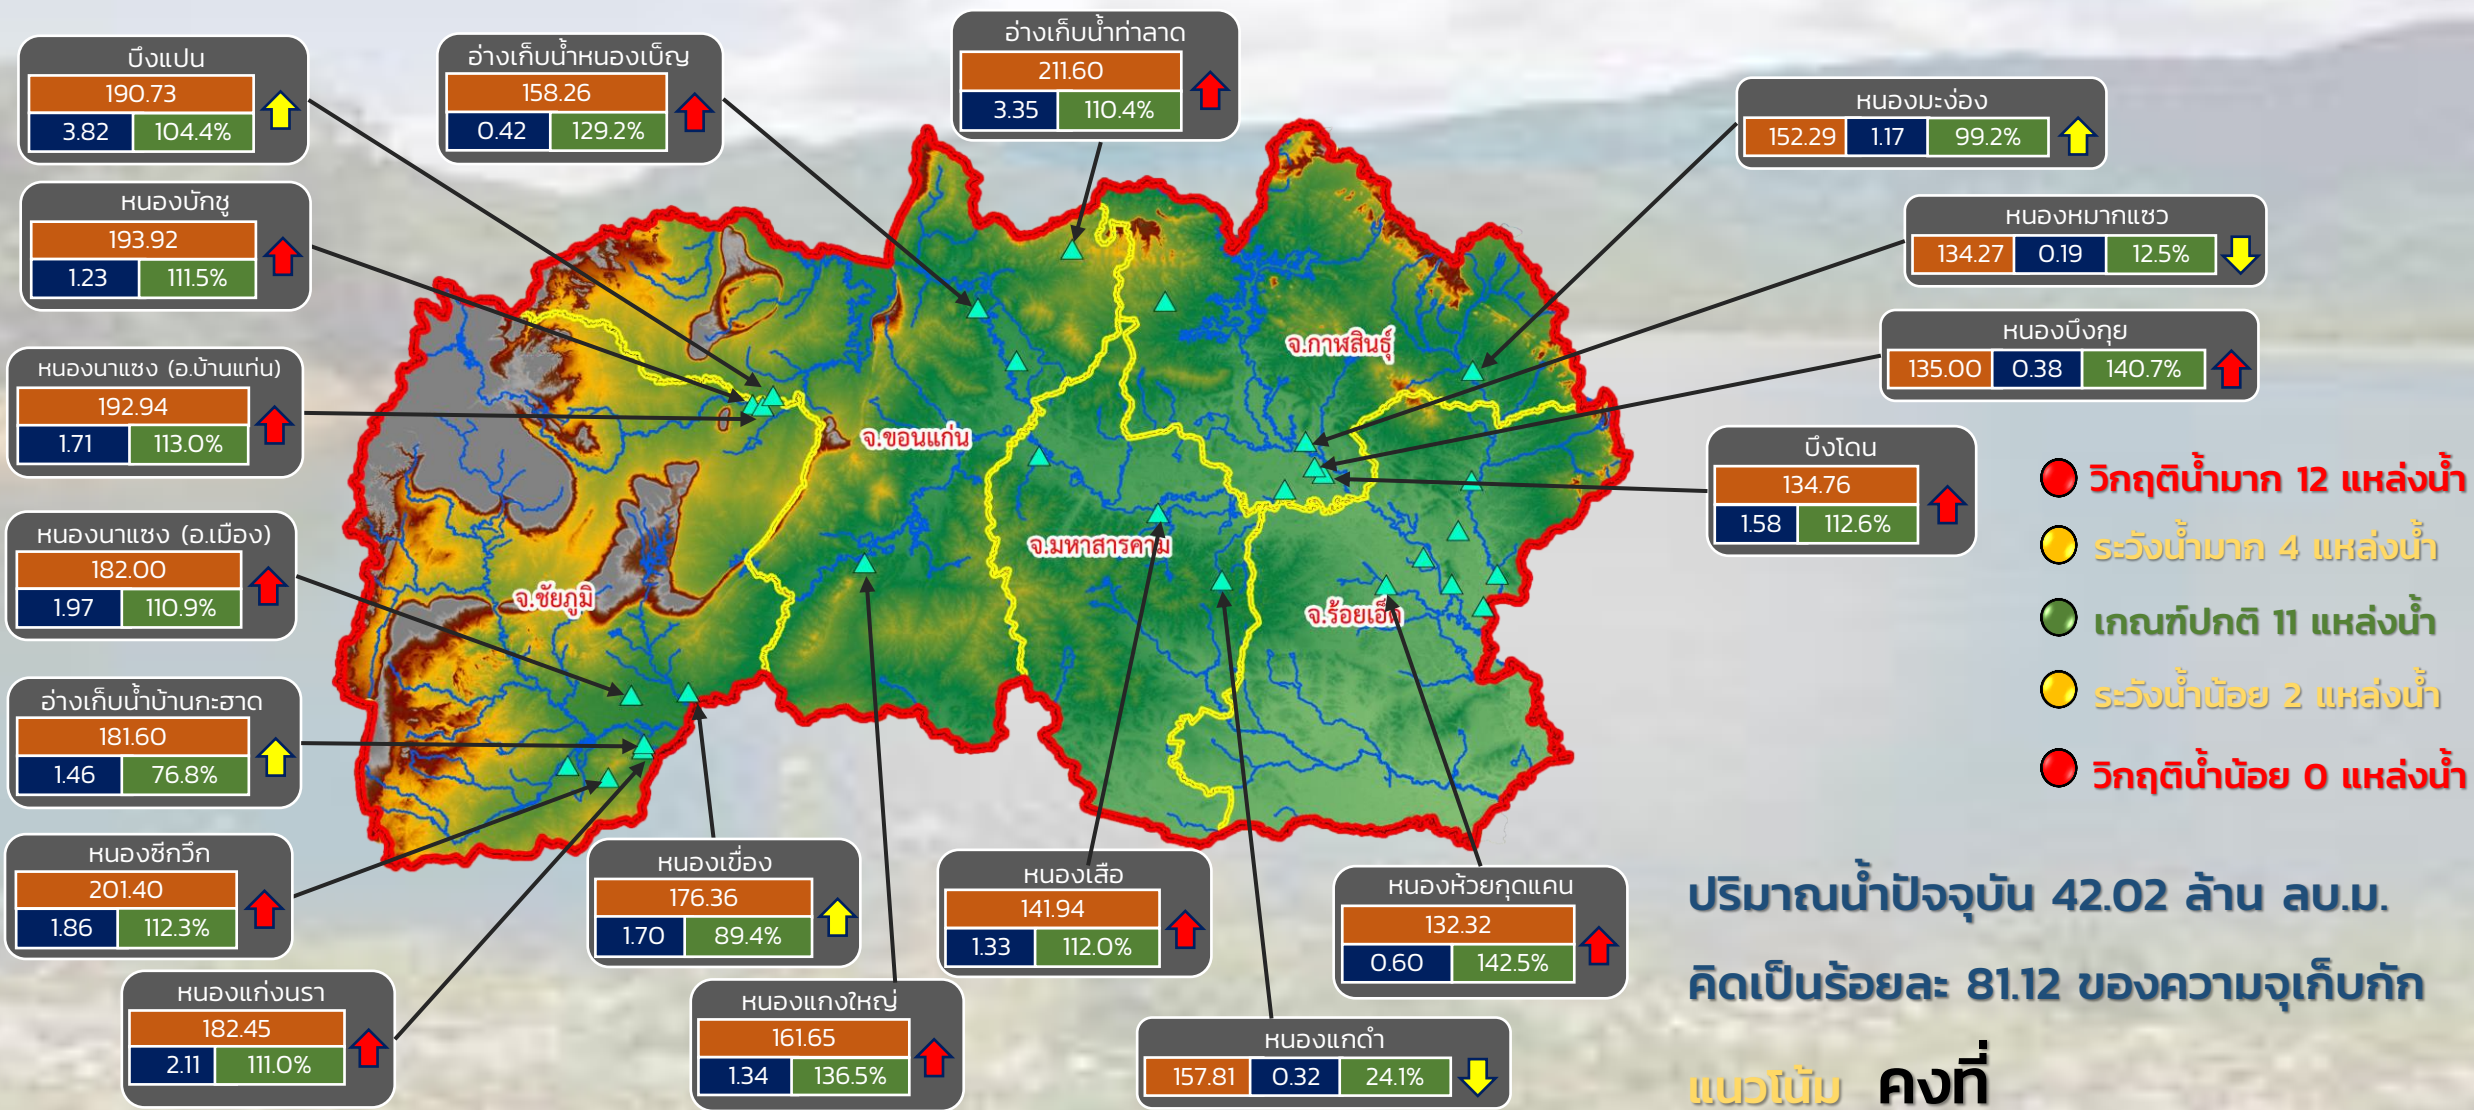 บึงแปน
190.73
3.82 104.4%
อ่างเก็บน้ำหนองเบ็ญ
158.26
0.42 129.2%
อ่างเก็บน้ำท่าลาด
211.60
3.35 110.4%
หนองมะง่อง
152.29 1.17 99.2%
หนองบักชู
193.92
1.23 111.5%
หนองหมากแซว
134.27 0.19 12.5%
หนองบึงกุย
135.00 0.38 140.7%
หนองนาแซง (อ.บ้านแท่น)
192.94
1.71 113.0%
บึงโดน
134.76
1.58 112.6%
หนองนาแซง (อ.เมือง)
182.00
1.97 110.9%
อ่างเก็บน้ำบ้านกะฮาด
181.60
1.46 76.8%
หนองซีกวึก
201.40
1.86 112.3%
หนองแก่งนรา
182.45
2.11 111.0%
หนองเขื่อง
176.36
1.70 89.4%
หนองแกงใหญ่
161.65
1.34 136.5%
หนองเสือ
141.94
1.33 112.0%
หนองแกดำ
157.81 0.32 24.1%
หนองห้วยกุดแคน
132.32
0.60 142.5%
จ.กาฬสินธุ์
จ.ขอนแก่น
จ.มหาสารคาม
จ.ชัยภูมิ
จ.ร้อยเอ็ด
วิกฤติน้ำมาก 12 แหล่งน้ำ
ระวังน้ำมาก 4 แหล่งน้ำ
เกณฑ์ปกติ 11 แหล่งน้ำ
ระวังน้ำน้อย 2 แหล่งน้ำ
วิกฤติน้ำน้อย 0 แหล่งน้ำ
ปริมาณน้ำปัจจุบัน 42.02 ล้าน ลบ.ม.
คิดเป็นร้อยละ 81.12 ของความจุเก็บกัก
แนวโน้ม คงที่